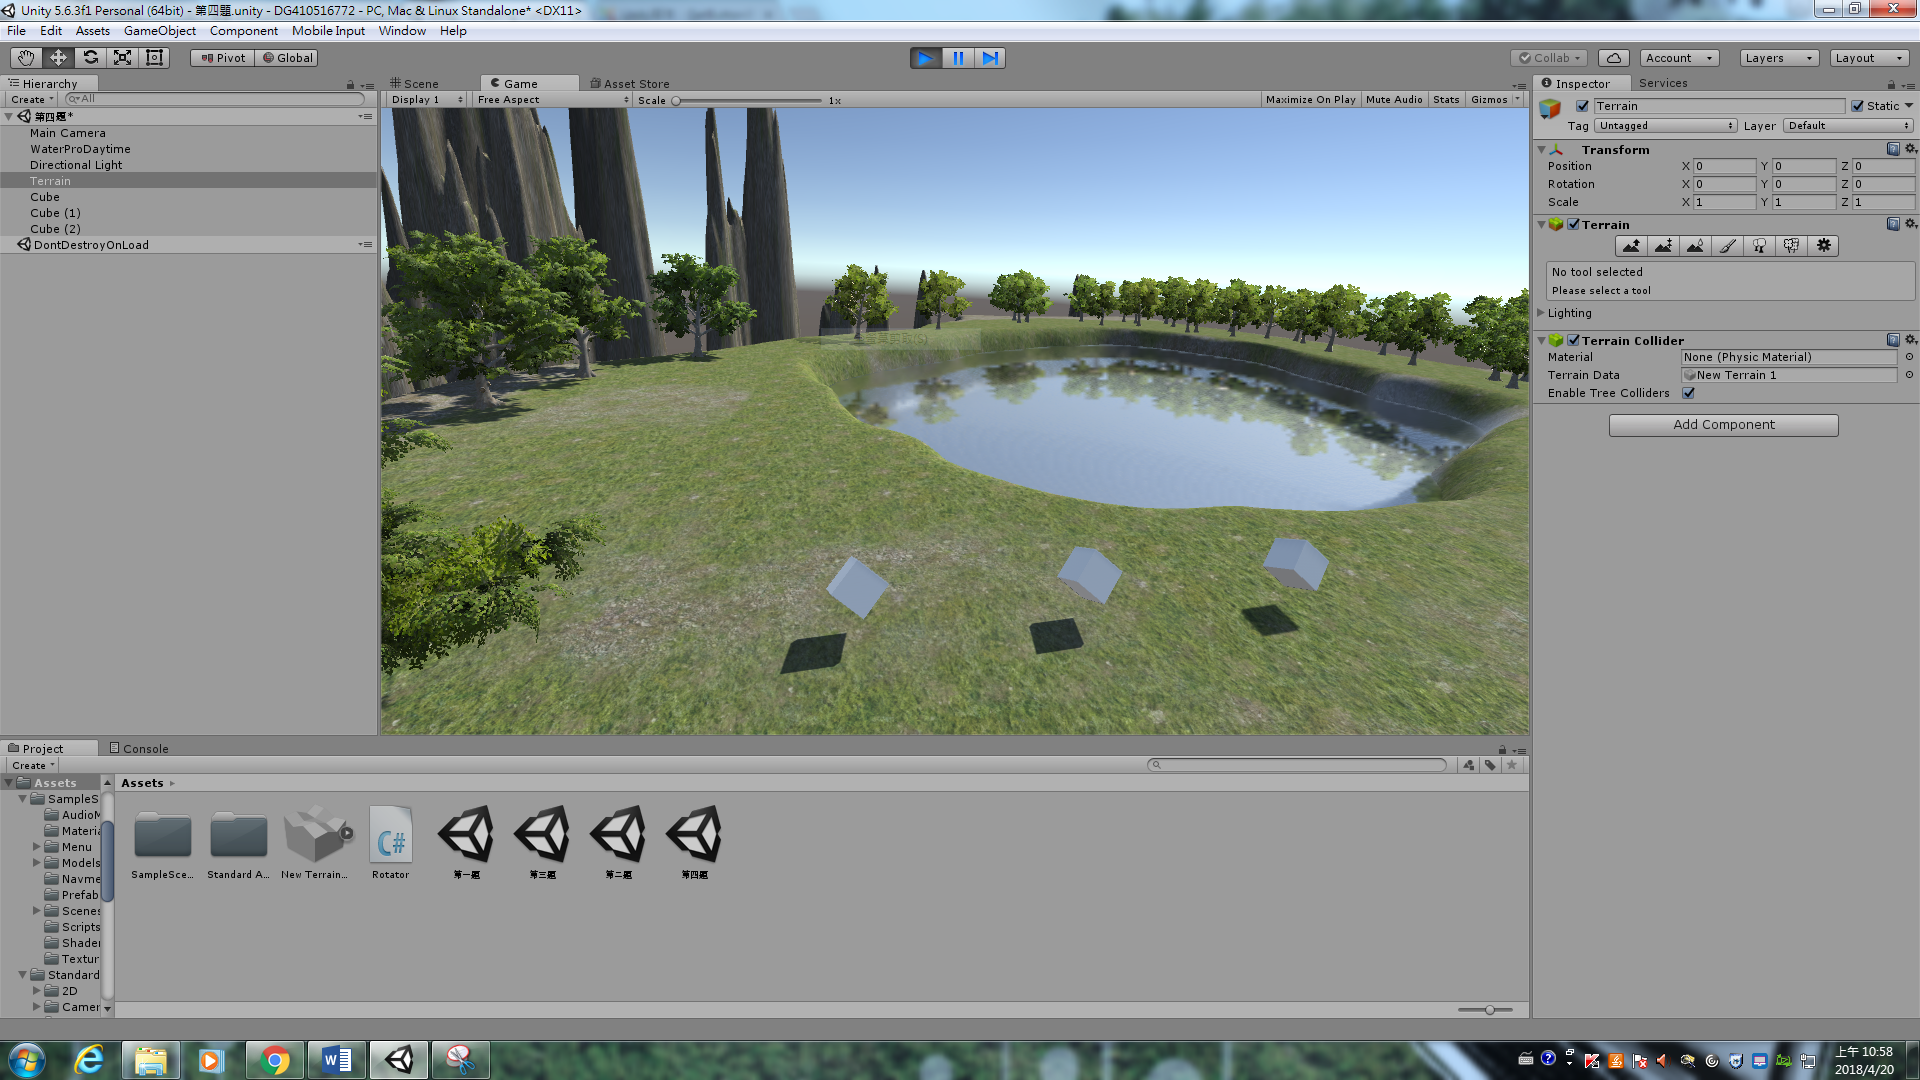 Unity 5.6.3f1 Personal (64bit) - 第四題.unity - DG410516772 - PC, Mac & Linux Standalone* <DX11>
File Edit Assets GameObject Component Mobile Input Window Help
Pivot Global
Collab Account Layers Layout
Hierarchy
Create All
第四題*
Main Camera
WaterProDaytime
Directional Light
Terrain
Cube
Cube (1)
Cube (2)
DontDestroyOnLoad
Scene Game Asset Store
Display 1 Free Aspect Scale 1x Maximize On Play Mute Audio Stats Gizmos
Inspector Services
Terrain Static
Tag Untagged Layer Default
Transform
Position X 0 Y 0 Z 0
Rotation X 0 Y 0 Z 0
Scale X 1 Y 1 Z 1
Terrain
No tool selected
Please select a tool
Lighting
Terrain Collider
Material None (Physic Material)
Terrain Data New Terrain 1
Enable Tree Colliders
Add Component
Project Console
Create
Assets
SampleS
AudioM
Materia
Menu
Models
Navme
Prefab
Scenes
Scripts
Shader
Textur
Standard
2D
Camer
Assets
SampleSce... Standard A... New Terrain... Rotator 第一題 第三題 第二題 第四題
C#
上午 10:58
2018/4/20